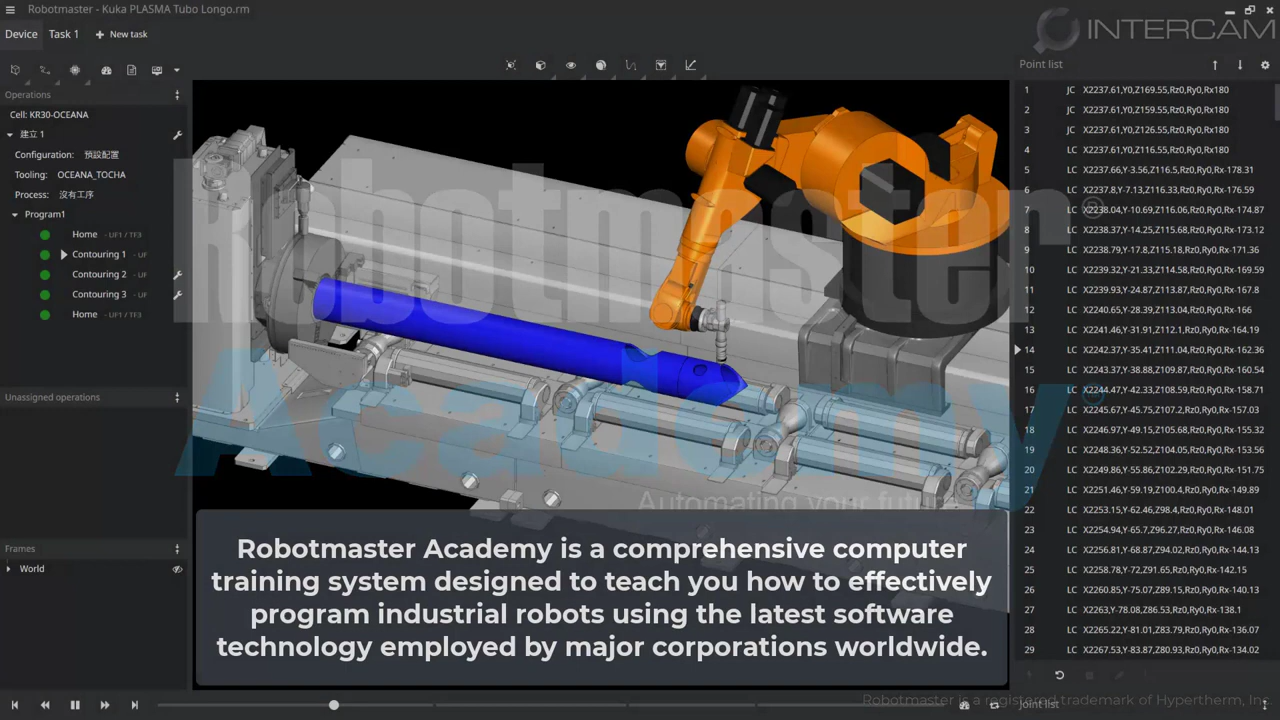 Robotmaster - Kuka PLASMA Tubo Longo.rm
INTERCAM
Device
Task 1
New task
Point list
Operations
Cell: KR30-OCEANA
建立 1
Configuration: 預設配置
Tooling: OCEANA_TOCHA
Process: 沒有工序
Program1
Home - UF1 / TF3
Contouring 1 - UF
Contouring 2 - UF
Contouring 3 - UF
Home - UF1 / TF3
Unassigned operations
Frames
World
1 JC X2237.61,Y0,Z169.55,Rz0,Ry0,Rx180
2 JC X2237.61,Y0,Z159.55,Rz0,Ry0,Rx180
3 JC X2237.61,Y0,Z126.55,Rz0,Ry0,Rx180
4 LC X2237.61,Y0,Z116.55,Rz0,Ry0,Rx180
5 LC X2237.66,Y-3.56,Z116.5,Rz0,Ry0,Rx-178.31
6 LC X2237.8,Y-7.13,Z116.33,Rz0,Ry0,Rx-176.59
7 LC X2238.04,Y-10.69,Z116.06,Rz0,Ry0,Rx-174.87
8 LC X2238.37,Y-14.25,Z115.68,Rz0,Ry0,Rx-173.12
9 LC X2238.79,Y-17.8,Z115.18,Rz0,Ry0,Rx-171.36
10 LC X2239.32,Y-21.33,Z114.58,Rz0,Ry0,Rx-169.59
11 LC X2239.93,Y-24.87,Z113.87,Rz0,Ry0,Rx-167.8
12 LC X2240.65,Y-28.39,Z113.04,Rz0,Ry0,Rx-166
13 LC X2241.46,Y-31.91,Z112.1,Rz0,Ry0,Rx-164.19
14 LC X2242.37,Y-35.41,Z111.04,Rz0,Ry0,Rx-162.36
15 LC X2243.37,Y-38.88,Z109.87,Rz0,Ry0,Rx-160.54
16 LC X2244.47,Y-42.33,Z108.59,Rz0,Ry0,Rx-158.71
17 LC X2245.67,Y-45.75,Z107.2,Rz0,Ry0,Rx-157.03
18 LC X2246.97,Y-49.15,Z105.68,Rz0,Ry0,Rx-155.32
19 LC X2248.36,Y-52.52,Z104.05,Rz0,Ry0,Rx-153.56
20 LC X2249.86,Y-55.86,Z102.29,Rz0,Ry0,Rx-151.75
21 LC X2251.46,Y-59.19,Z100.4,Rz0,Ry0,Rx-149.89
22 LC X2253.15,Y-62.46,Z98.4,Rz0,Ry0,Rx-148.01
23 LC X2254.94,Y-65.7,Z96.27,Rz0,Ry0,Rx-146.08
24 LC X2256.81,Y-68.87,Z94.02,Rz0,Ry0,Rx-144.13
25 LC X2258.78,Y-72,Z91.65,Rz0,Ry0,Rx-142.15
26 LC X2260.85,Y-75.07,Z89.15,Rz0,Ry0,Rx-140.13
27 LC X2263,Y-78.08,Z86.53,Rz0,Ry0,Rx-138.1
28 LC X2265.22,Y-81.01,Z83.79,Rz0,Ry0,Rx-136.07
29 LC X2267.53,Y-83.87,Z80.93,Rz0,Ry0,Rx-134.02
Robotmaster®
Academy
Automating your future
Robotmaster Academy is a comprehensive computer
training system designed to teach you how to effectively
program industrial robots using the latest software
technology employed by major corporations worldwide.
Robotmaster is a registered trademark of Hypertherm, Inc.
Joint list